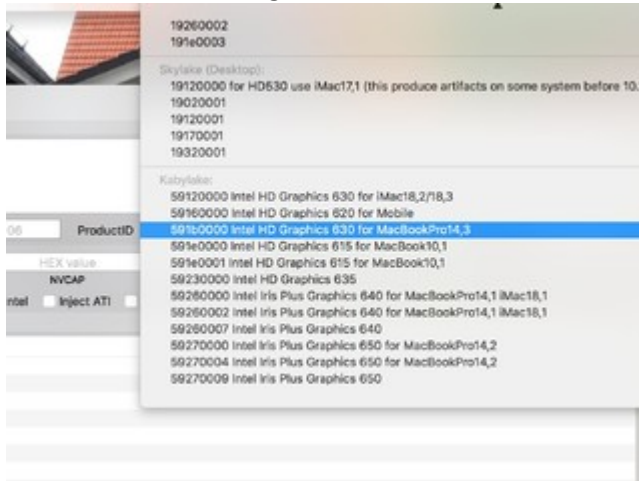 19260002
191e0003
Skylake (Desktop):
19120000 for HD530 use iMac17,1 (this produce artifacts on some system before 10.
19020001
19120001
19170001
19320001
Kabylake:
59120000 Intel HD Graphics 630 for iMac18,2/18,3
59160000 Intel HD Graphics 620 for Mobile
06 ProductID
591b0000 Intel HD Graphics 630 for MacBookPro14,3
591e0000 Intel HD Graphics 615 for MacBook10,1
HEX value
591e0001 Intel HD Graphics 615 for MacBook10,1
NVCAP
59230000 Intel HD Graphics 635
ntel Inject ATI
59260000 Intel Iris Plus Graphics 640 for MacBookPro14,1 iMac18,1
59260002 Intel Iris Plus Graphics 640 for MacBookPro14,1 iMac18,1
59260007 Intel Iris Plus Graphics 640
59270000 Intel Iris Plus Graphics 650 for MacBookPro14,2
59270004 Intel Iris Plus Graphics 650 for MacBookPro14,2
59270009 Intel Iris Plus Graphics 650